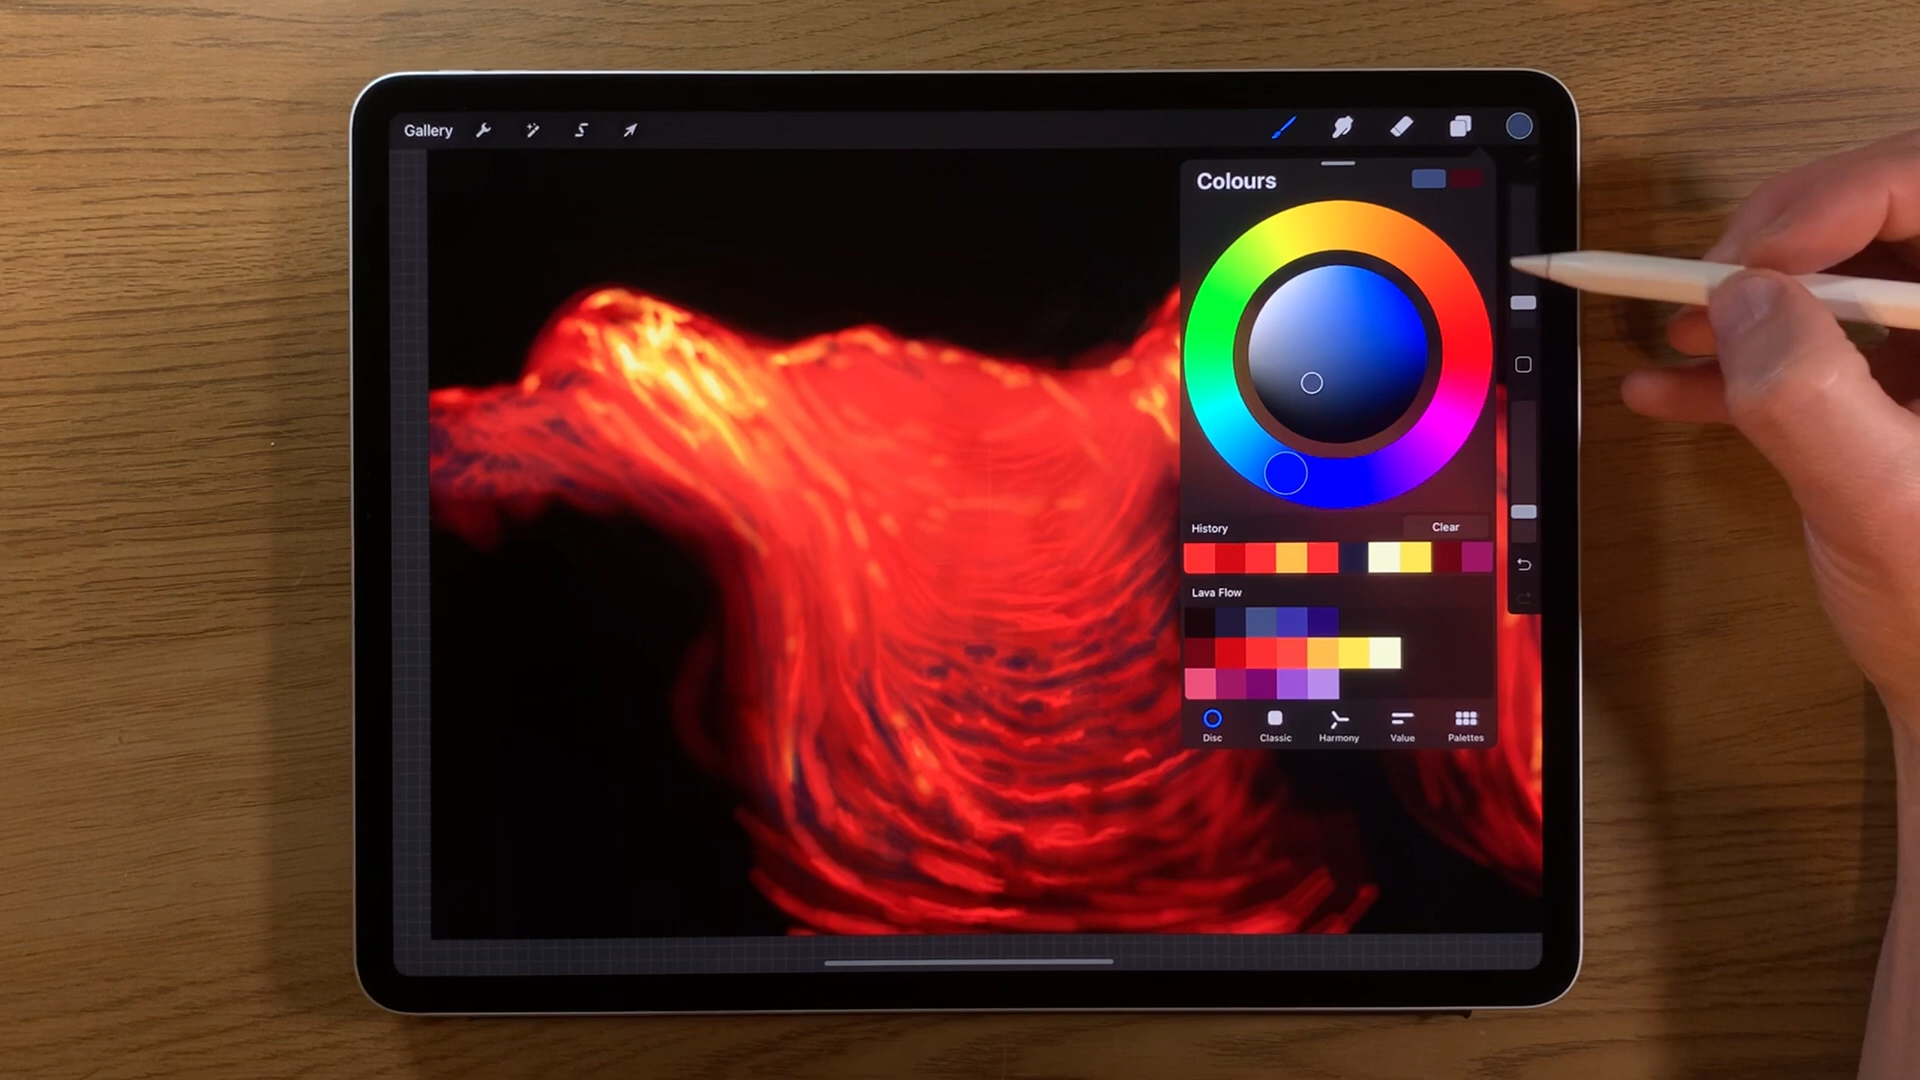 Gallery
Colours
History
Clear
Lava Flow
Disc
Classic
Harmony
Value
Palettes